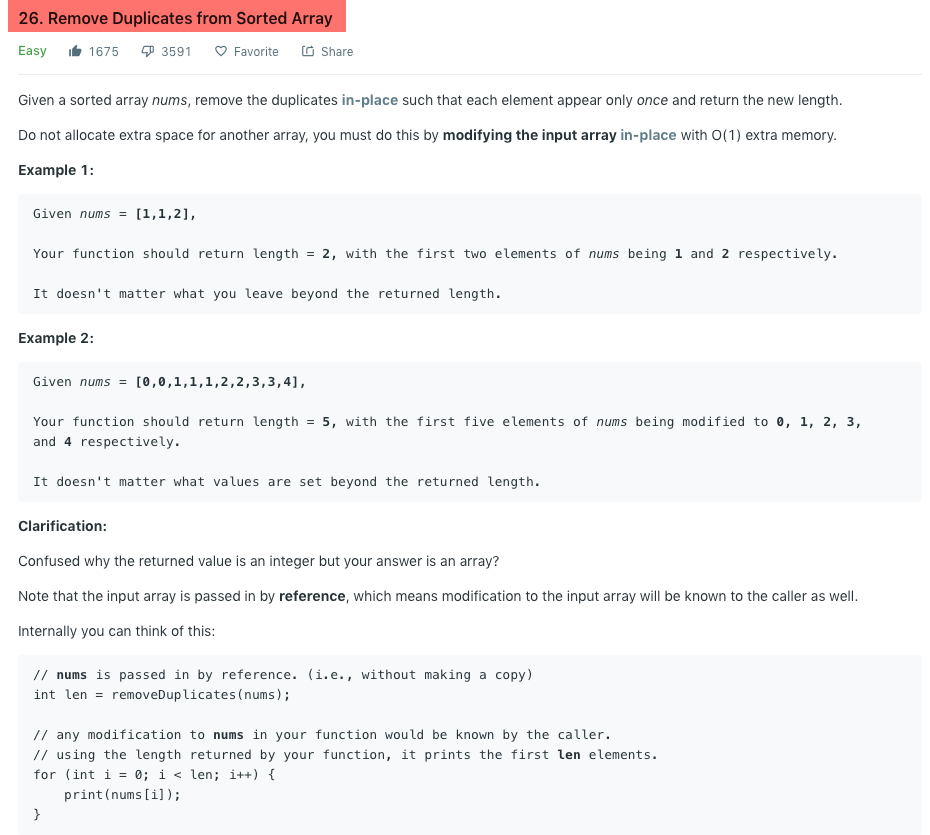 26. Remove Duplicates from Sorted Array
Easy 1675 3591 Favorite Share
Given a sorted array nums, remove the duplicates in-place such that each element appear only once and return the new length.
Do not allocate extra space for another array, you must do this by modifying the input array in-place with O(1) extra memory.
Example 1:
Given nums = [1,1,2],
Your function should return length = 2, with the first two elements of nums being 1 and 2 respectively.
It doesn't matter what you leave beyond the returned length.
Example 2:
Given nums = [0,0,1,1,1,2,2,3,3,4],
Your function should return length = 5, with the first five elements of nums being modified to 0, 1, 2, 3,
and 4 respectively.
It doesn't matter what values are set beyond the returned length.
Clarification:
Confused why the returned value is an integer but your answer is an array?
Note that the input array is passed in by reference, which means modification to the input array will be known to the caller as well.
Internally you can think of this:
// nums is passed in by reference. (i.e., without making a copy)
int len = removeDuplicates(nums);
// any modification to nums in your function would be known by the caller.
// using the length returned by your function, it prints the first len elements.
for (int i = 0; i < len; i++) {
    print(nums[i]);
}